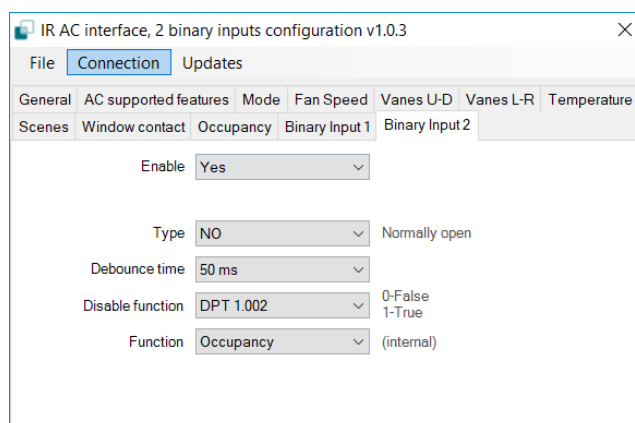 IR AC interface, 2 binary inputs configuration v1.0.3
File Connection Updates
General AC supported features Mode Fan Speed Vanes U-D Vanes L-R Temperature
Scenes Window contact Occupancy Binary Input 1 Binary Input 2
Enable Yes
Type NO Normally open
Debounce time 50 ms
Disable function DPT 1.002 0-False
1-True
Function Occupancy (internal)